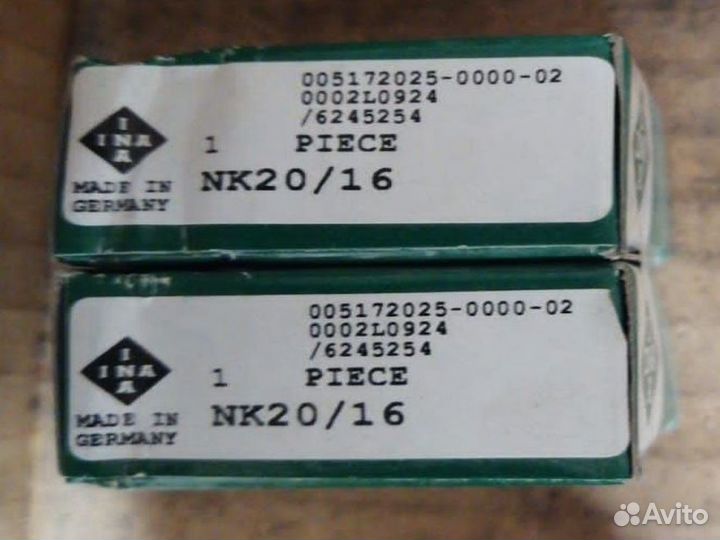 005172025-0000-02
0002L0924
/6245254
1 PIECE
I
INA
A
NK20/16
MADE IN
GERMANY
005172025-0000-02
0002L0924
/6245254
1 PIECE
I
INA
A
NK20/16
MADE IN
GERMANY
Avito